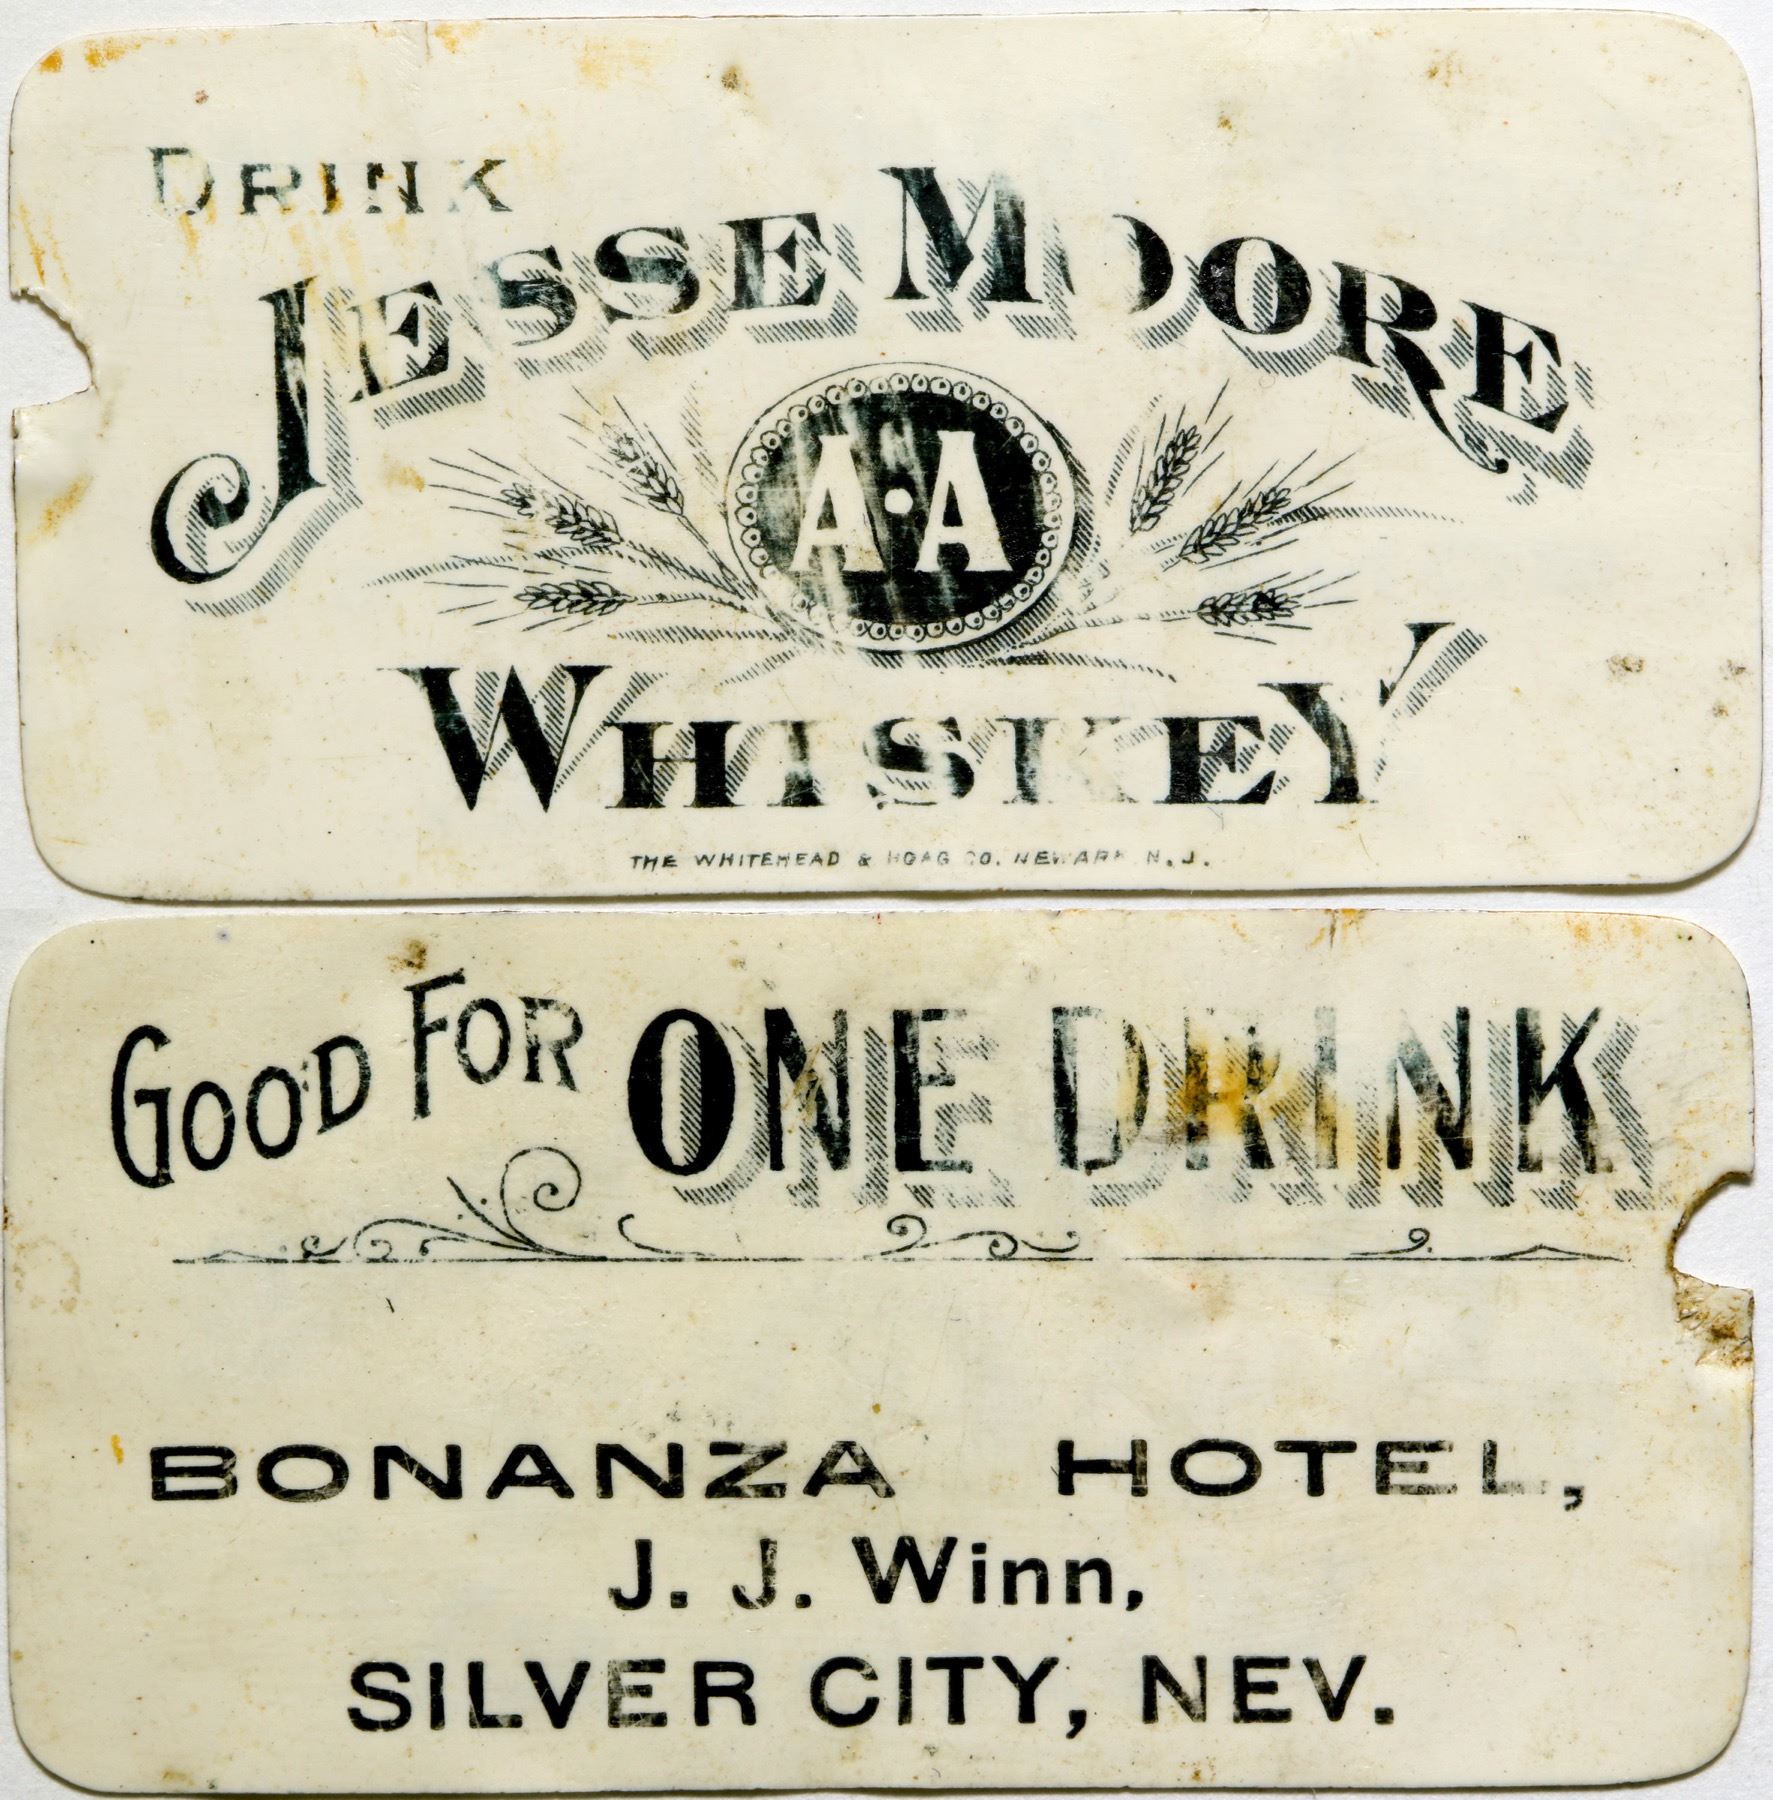 DRINK
JESSE MOORE
A·A
WHISKEY
THE WHITEHEAD & HOAG CO. NEWARK N.J.
GOOD FOR ONE DRINK
BONANZA HOTEL,
J. J. Winn,
SILVER CITY, NEV.